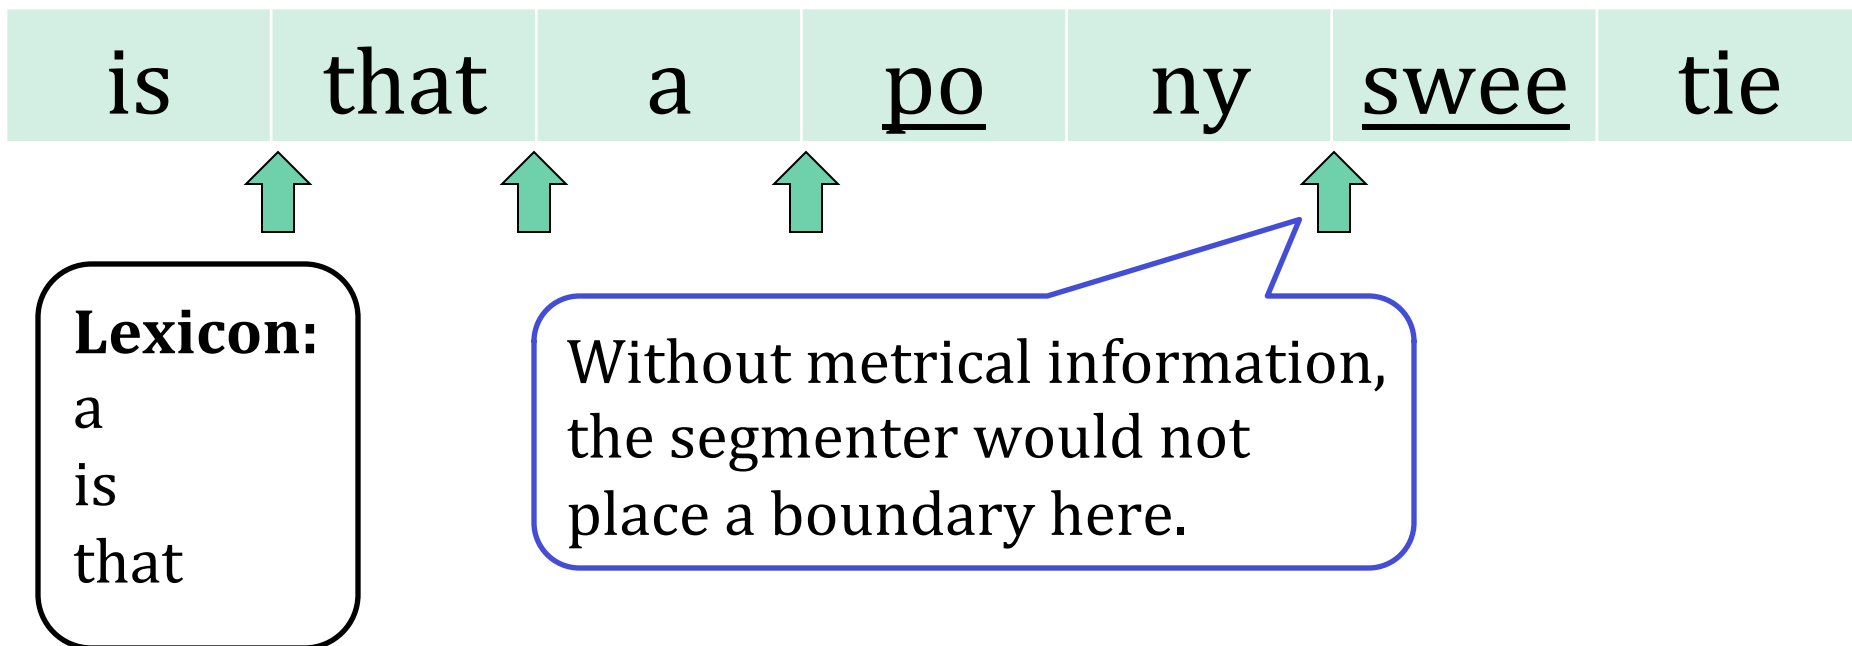 is that a po ny swee tie
Lexicon:
a
is
that
Without metrical information,
the segmenter would not
place a boundary here.